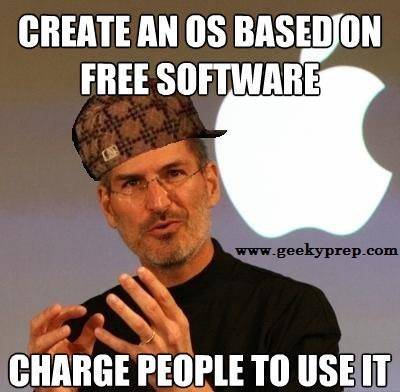 CREATE AN OS BASED ON
FREE SOFTWARE
www.geekyprep.com
CHARGE PEOPLE TO USE IT